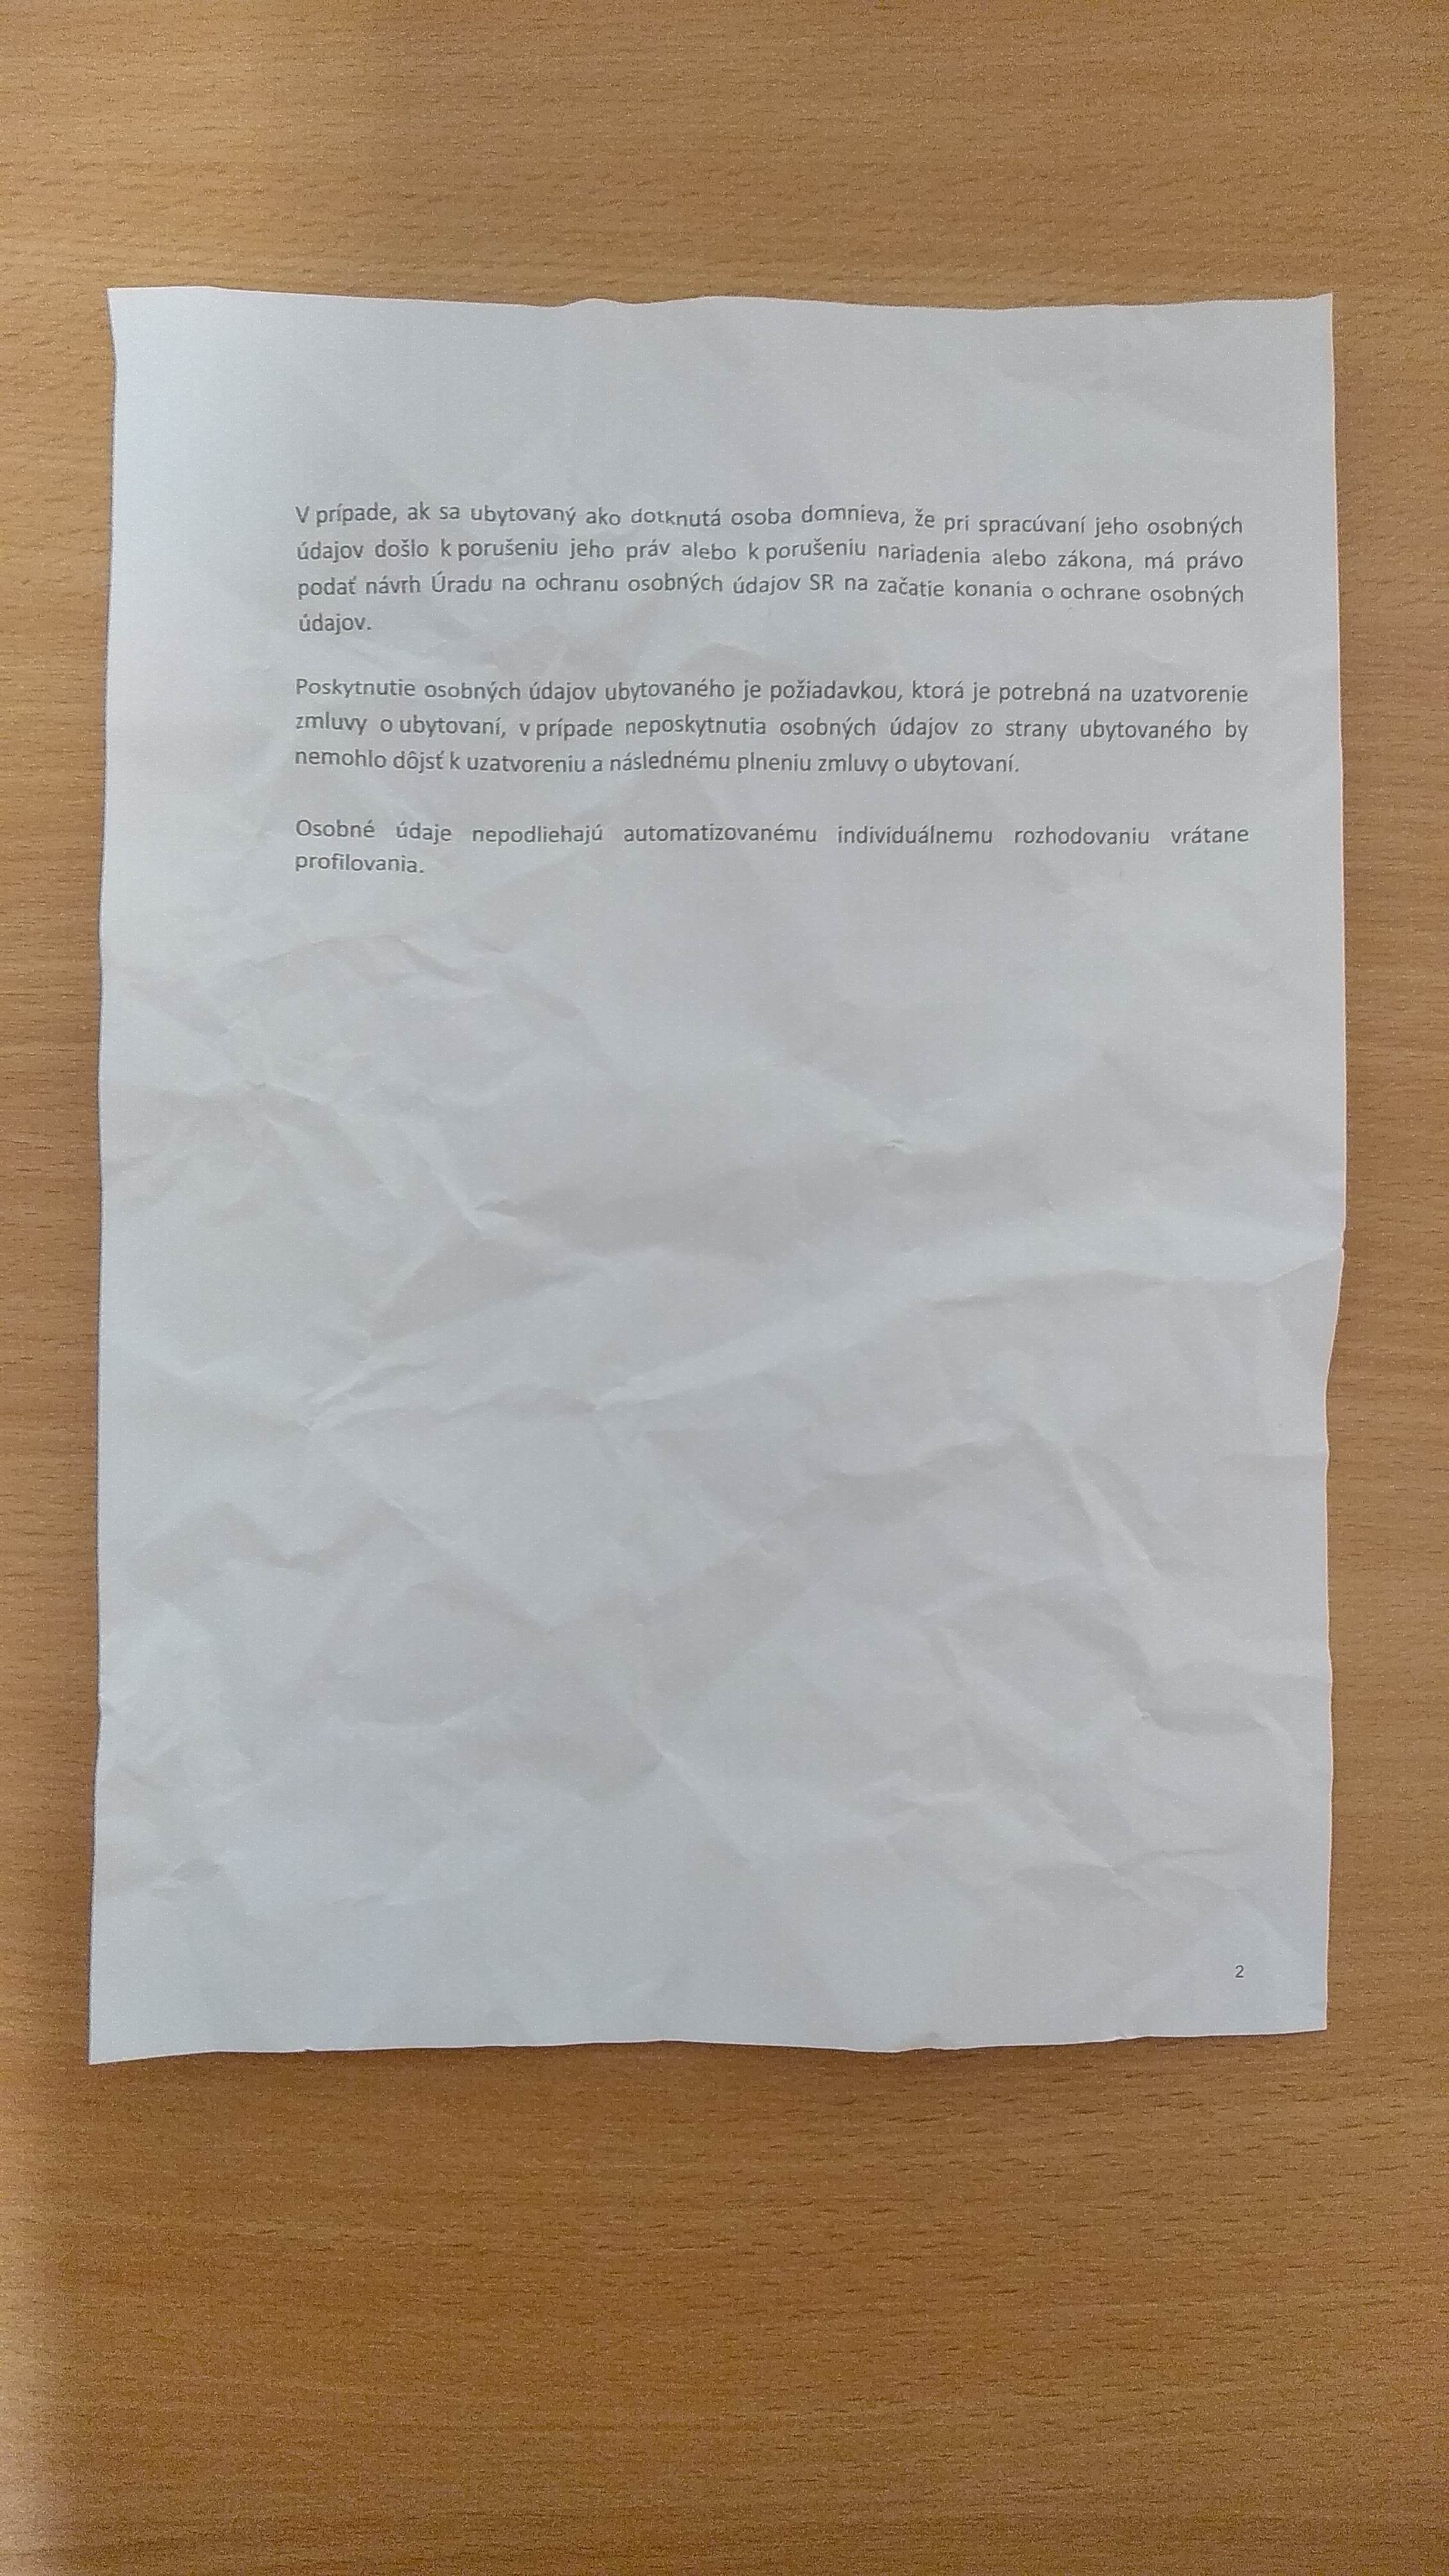 V prípade, ak sa ubytovaný ako dotknutá osoba domnieva, že pri spracúvaní jeho osobných
údajov došlo k porušeniu jeho práv alebo k porušeniu nariadenia alebo zákona, má právo
podať návrh Úradu na ochranu osobných údajov SR na začatie konania o ochrane osobných
údajov.
Poskytnutie osobných údajov ubytovaného je požiadavkou, ktorá je potrebná na uzatvorenie
zmluvy o ubytovaní, v prípade neposkytnutia osobných údajov zo strany ubytovaného by
nemohlo dôjsť k uzatvoreniu a následnému plneniu zmluvy o ubytovaní.
Osobné údaje nepodliehajú automatizovanému individuálnemu rozhodovaniu vrátane
profilovania.
2